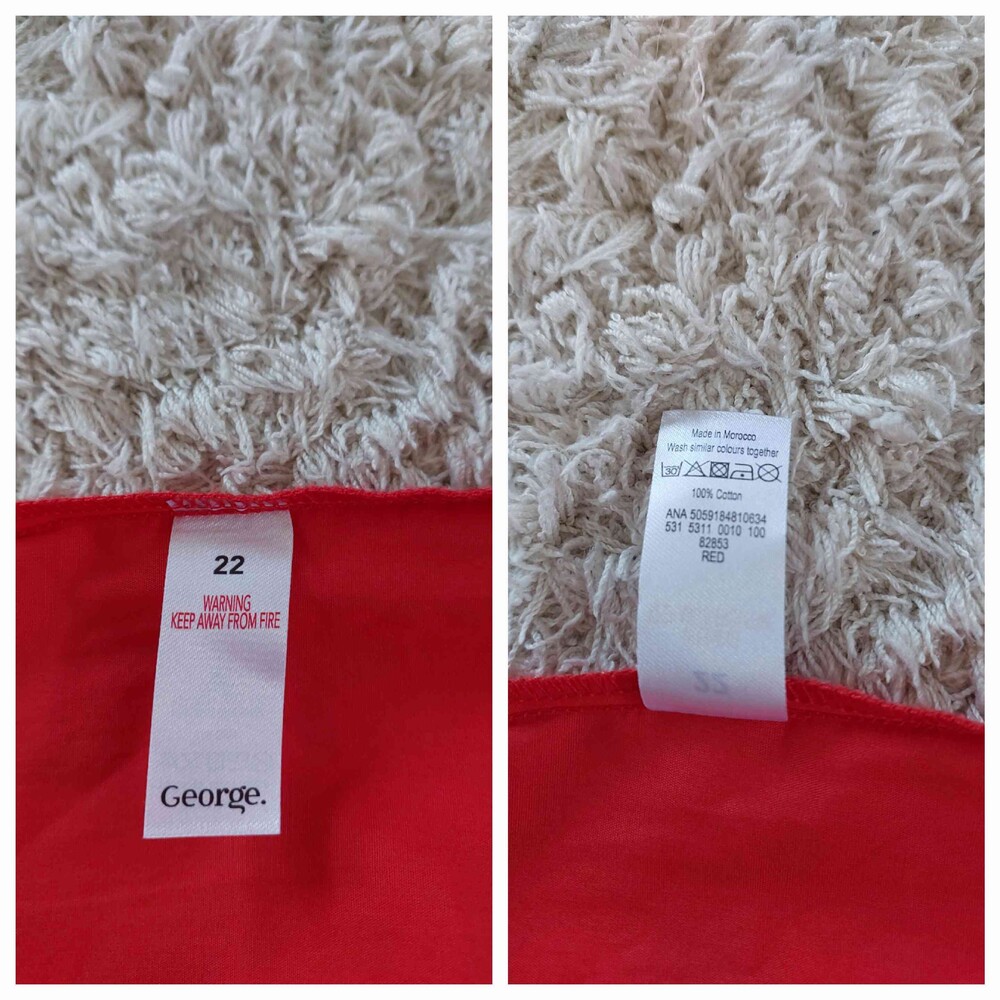 22
WARNING
KEEP AWAY FROM FIRE
George.
Made in Morocco
Wash similar colours together
30
100% Cotton
ANA 5059184810634
531 5311 0010 100
82853
RED